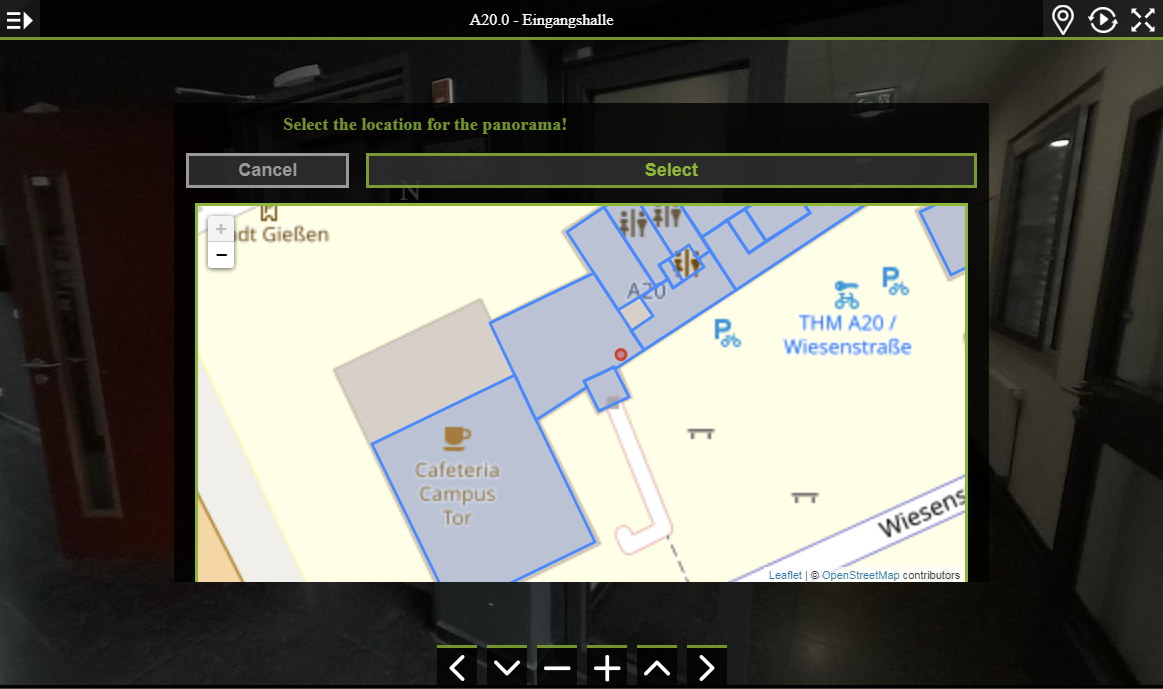 A20.0 - Eingangshalle
Select the location for the panorama!
Cancel
Select
N
+
−
dt Gießen
A20
THM A20 /
Wiesenstraße
Cafeteria
Campus
Tor
Wiesens
Leaflet | © OpenStreetMap contributors